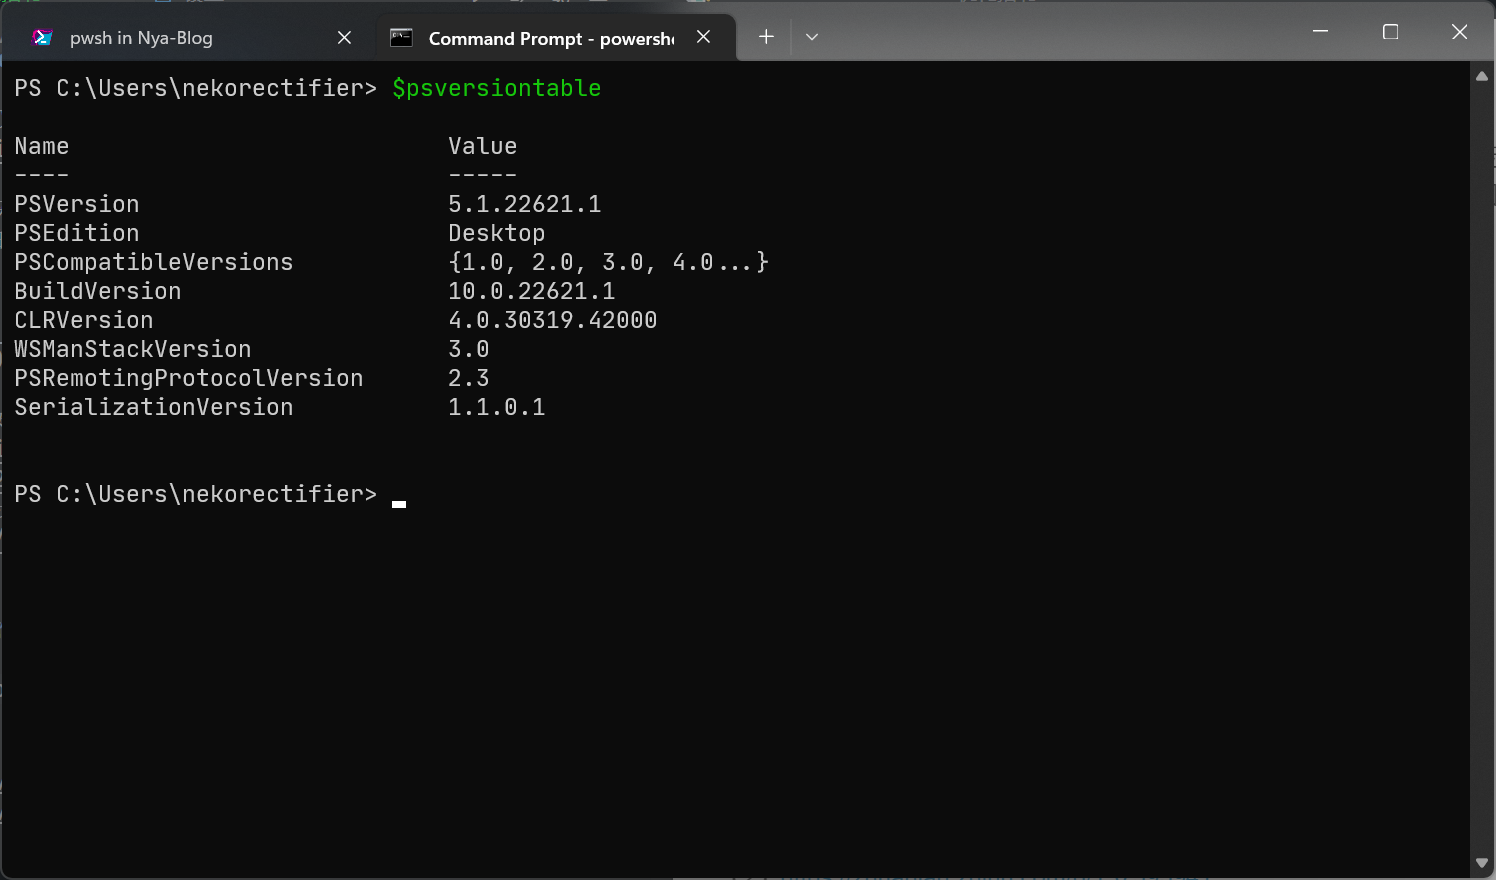 pwsh in Nya-Blog
Command Prompt - powersh
PS C:\Users\nekorectifier> $psversiontable
Name Value
---- -----
PSVersion 5.1.22621.1
PSEdition Desktop
PSCompatibleVersions {1.0, 2.0, 3.0, 4.0...}
BuildVersion 10.0.22621.1
CLRVersion 4.0.30319.42000
WSManStackVersion 3.0
PSRemotingProtocolVersion 2.3
SerializationVersion 1.1.0.1
PS C:\Users\nekorectifier>